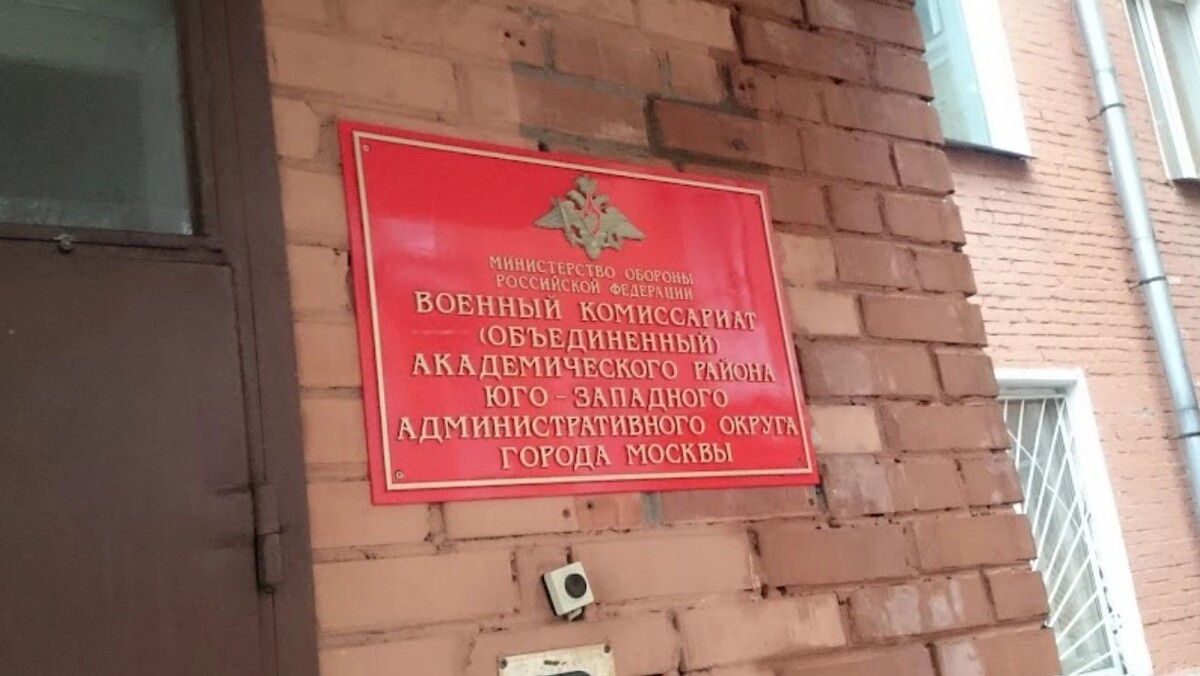 МИНИСТЕРСТВО ОБОРОНЫ
РОССИЙСКОЙ ФЕДЕРАЦИИ
ВОЕННЫЙ КОМИССАРИАТ
(ОБЪЕДИНЕННЫЙ)
АКАДЕМИЧЕСКОГО РАЙОНА
ЮГО - ЗАПАДНОГО
АДМИНИСТРАТИВНОГО ОКРУГА
ГОРОДА МОСКВЫ